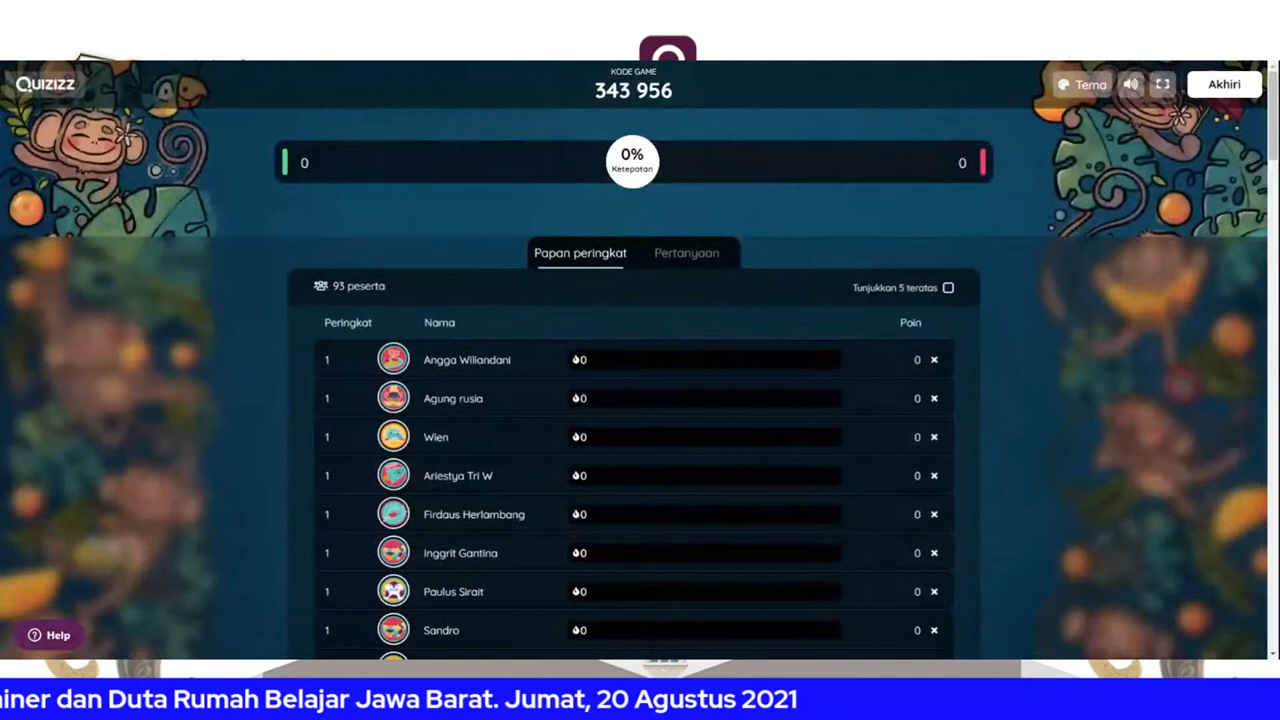 QUIZIZZ
KODE GAME
343 956
Tema
Akhiri
0
0%
Ketepatan
0
Papan peringkat
Pertanyaan
93 peserta
Tunjukkan 5 teratas
Peringkat Nama Poin
1 Angga Wiliandani 0 0
1 Agung rusia 0 0
1 Wien 0 0
1 Ariestya Tri W 0 0
1 Firdaus Herlambang 0 0
1 Inggrit Gantina 0 0
1 Paulus Sirait 0 0
1 Sandro 0 0
Help
iner dan Duta Rumah Belajar Jawa Barat. Jumat, 20 Agustus 2021